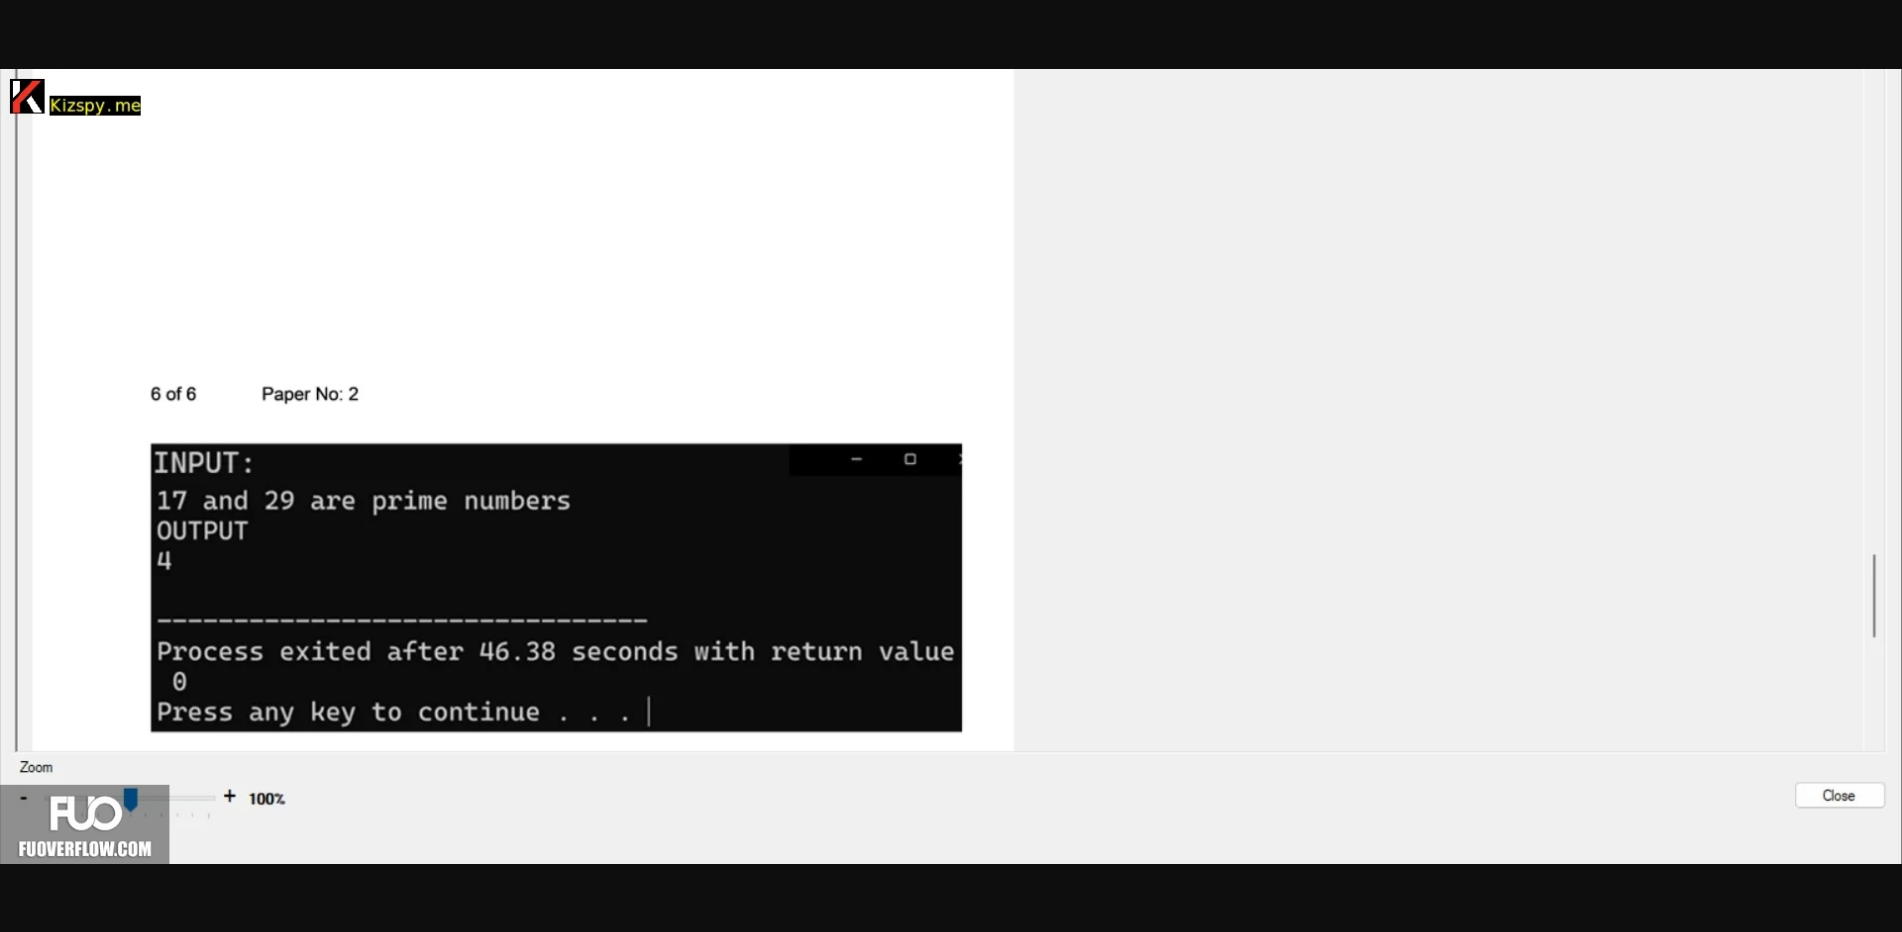 Kizspy.me
6 of 6 Paper No: 2
INPUT:
17 and 29 are prime numbers
OUTPUT
4
--------------------------------
Process exited after 46.38 seconds with return value
0
Press any key to continue . . .
Zoom
- + 100%
Close
FUO
FUOVERFLOW.COM